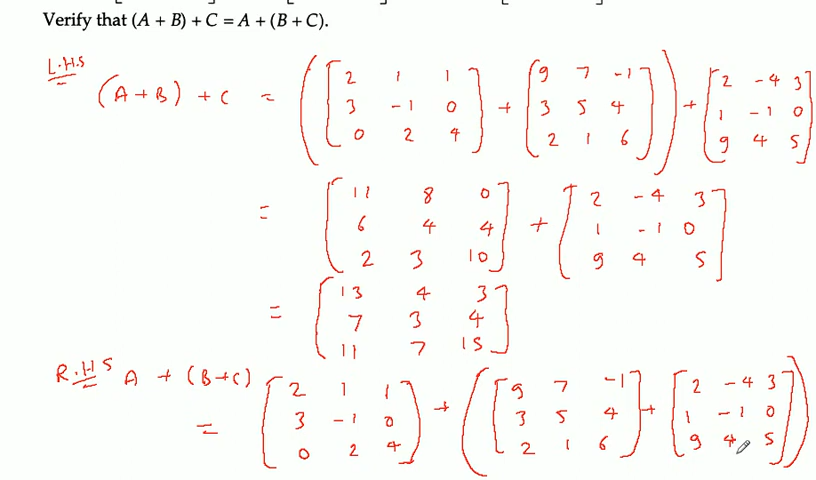 Verify that (A + B) + C = A + (B + C).
L.H.S
(A+B) + C = ([2 1 1] + [9 7 -1]) + [2 -4 3]
[3 -1 0] [3 5 4] [1 -1 0]
[0 2 4] [2 1 6] [9 4 5]
= [11 8 0] + [2 -4 3]
[6 4 4] [1 -1 0]
[2 3 10] [9 4 5]
= [13 4 3]
[7 3 4]
[11 7 15]
R.H.S A + (B+C)
= [2 1 1] + ([9 7 -1] + [2 -4 3])
[3 -1 0] [3 5 4] [1 -1 0]
[0 2 4] [2 1 6] [9 4 5]